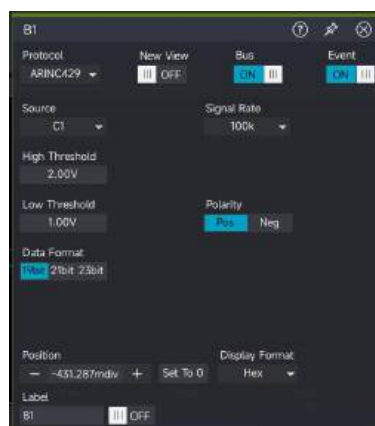 B1
Protocol New View Bus Event
ARINC429 OFF ON ON
Source Signal Rate
C1 100k
High Threshold
2.00V
Low Threshold Polarity
1.00V Pos Neg
Data Format
19bit 21bit 23bit
Position Display Format
− -431.287mdiv + Set To 0 Hex
Label
B1 OFF